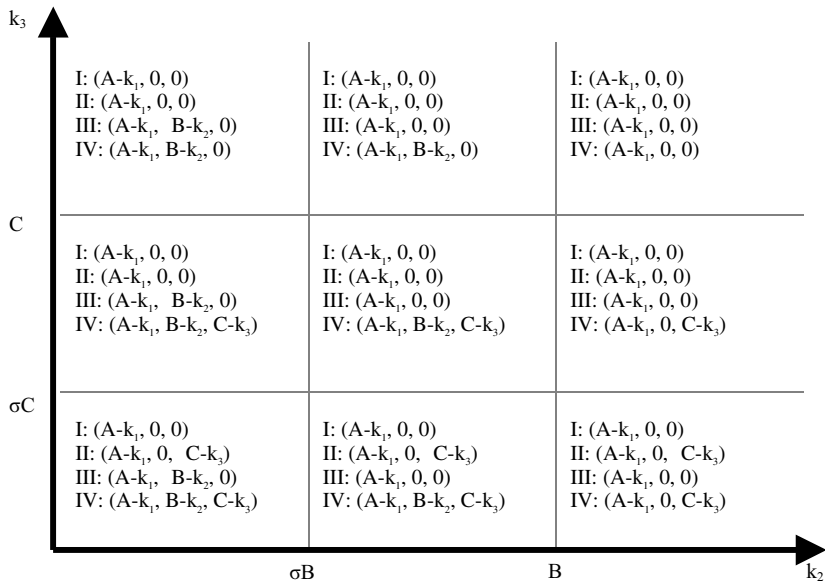 k₃
I: (A-k₁, 0, 0)
II: (A-k₁, 0, 0)
III: (A-k₁, B-k₂, 0)
IV: (A-k₁, B-k₂, 0)
I: (A-k₁, 0, 0)
II: (A-k₁, 0, 0)
III: (A-k₁, 0, 0)
IV: (A-k₁, B-k₂, 0)
I: (A-k₁, 0, 0)
II: (A-k₁, 0, 0)
III: (A-k₁, 0, 0)
IV: (A-k₁, 0, 0)
C
I: (A-k₁, 0, 0)
II: (A-k₁, 0, 0)
III: (A-k₁, B-k₂, 0)
IV: (A-k₁, B-k₂, C-k₃)
I: (A-k₁, 0, 0)
II: (A-k₁, 0, 0)
III: (A-k₁, 0, 0)
IV: (A-k₁, B-k₂, C-k₃)
I: (A-k₁, 0, 0)
II: (A-k₁, 0, 0)
III: (A-k₁, 0, 0)
IV: (A-k₁, 0, C-k₃)
σC
I: (A-k₁, 0, 0)
II: (A-k₁, 0, C-k₃)
III: (A-k₁, B-k₂, 0)
IV: (A-k₁, B-k₂, C-k₃)
I: (A-k₁, 0, 0)
II: (A-k₁, 0, C-k₃)
III: (A-k₁, 0, 0)
IV: (A-k₁, B-k₂, C-k₃)
I: (A-k₁, 0, 0)
II: (A-k₁, 0, C-k₃)
III: (A-k₁, 0, 0)
IV: (A-k₁, 0, C-k₃)
σB
B
k₂